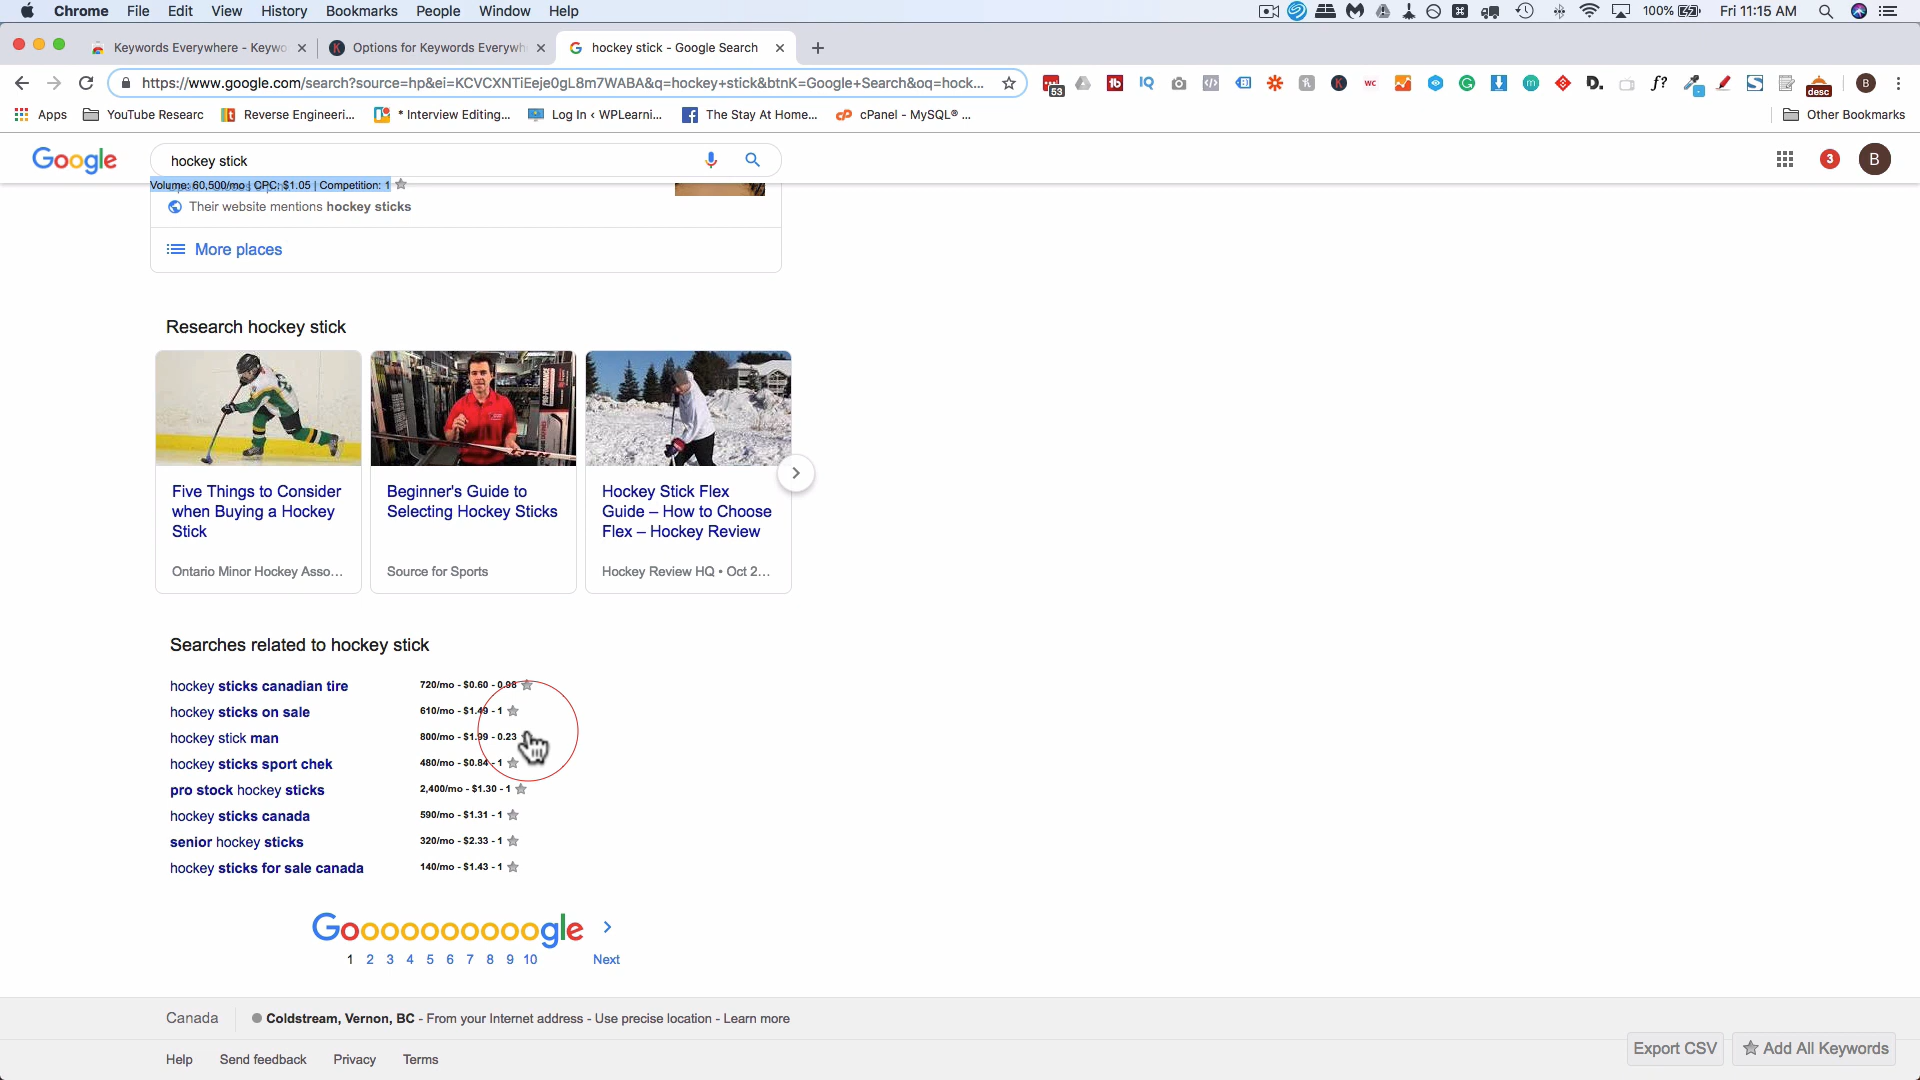 Chrome File Edit View History Bookmarks People Window Help
100% Fri 11:15 AM
Keywords Everywhere - Keywo
Options for Keywords Everywh
hockey stick - Google Search
https://www.google.com/search?source=hp&ei=KCVCXNTiEeje0gL8m7WABA&q=hockey+stick&btnK=Google+Search&oq=hock...
53
desc
B
Apps
YouTube Researc
Reverse Engineeri...
* Interview Editing...
Log In ‹ WPLearni...
The Stay At Home...
cPanel - MySQL® ...
Other Bookmarks
Google
hockey stick
3
B
Volume: 60,500/mo | CPC: $1.05 | Competition: 1
Their website mentions hockey sticks
More places
Research hockey stick
Five Things to Consider
when Buying a Hockey
Stick
Ontario Minor Hockey Asso...
Beginner's Guide to
Selecting Hockey Sticks
Source for Sports
Hockey Stick Flex
Guide – How to Choose
Flex – Hockey Review
Hockey Review HQ • Oct 2...
Searches related to hockey stick
hockey sticks canadian tire 720/mo - $0.60 - 0.98
hockey sticks on sale 610/mo - $1.49 - 1
hockey stick man 800/mo - $1.99 - 0.23
hockey sticks sport chek 480/mo - $0.84 - 1
pro stock hockey sticks 2,400/mo - $1.30 - 1
hockey sticks canada 590/mo - $1.31 - 1
senior hockey sticks 320/mo - $2.33 - 1
hockey sticks for sale canada 140/mo - $1.43 - 1
Goooooooooogle
1 2 3 4 5 6 7 8 9 10 Next
Canada
Coldstream, Vernon, BC - From your Internet address - Use precise location - Learn more
Help Send feedback Privacy Terms
Export CSV
Add All Keywords